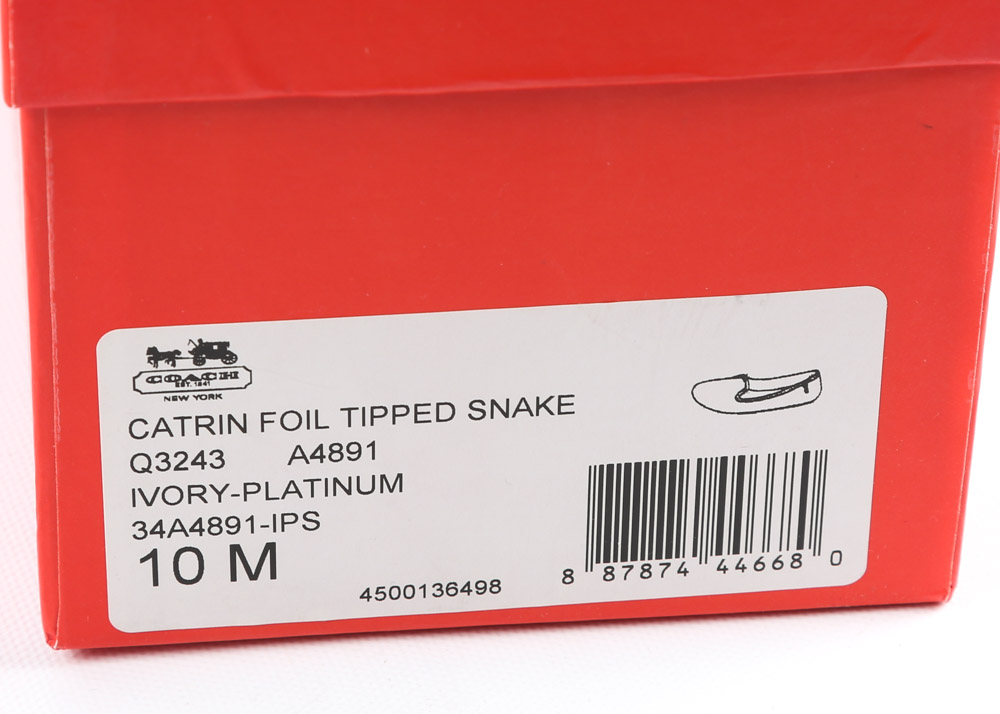 COACH
EST. 1941
NEW YORK
CATRIN FOIL TIPPED SNAKE
Q3243 A4891
IVORY-PLATINUM
34A4891-IPS
10 M
4500136498
8 87874 44668 0